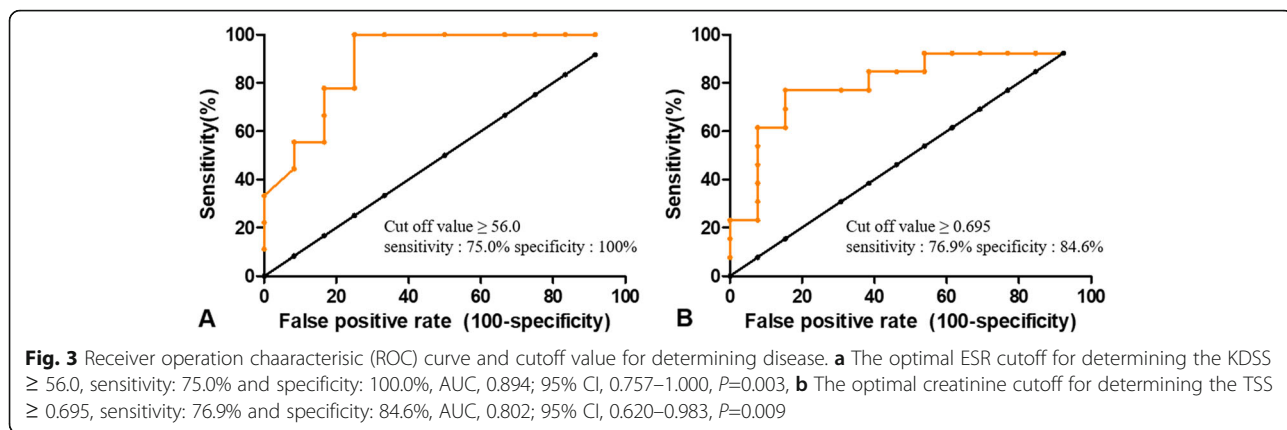 100
80
60
40
20
0
Sensitivity(%)
Cut off value ≥ 56.0
sensitivity : 75.0% specificity : 100%
0 20 40 60 80 100
A
False positive rate (100-specificity)
100
80
60
40
20
0
Sensitivity(%)
Cut off value ≥ 0.695
sensitivity : 76.9% specificity : 84.6%
0 20 40 60 80 100
B
False positive rate (100-specificity)
Fig. 3 Receiver operation chaaracterisic (ROC) curve and cutoff value for determining disease. a The optimal ESR cutoff for determining the KDSS
≥ 56.0, sensitivity: 75.0% and specificity: 100.0%, AUC, 0.894; 95% CI, 0.757–1.000, P=0.003, b The optimal creatinine cutoff for determining the TSS
≥ 0.695, sensitivity: 76.9% and specificity: 84.6%, AUC, 0.802; 95% CI, 0.620–0.983, P=0.009